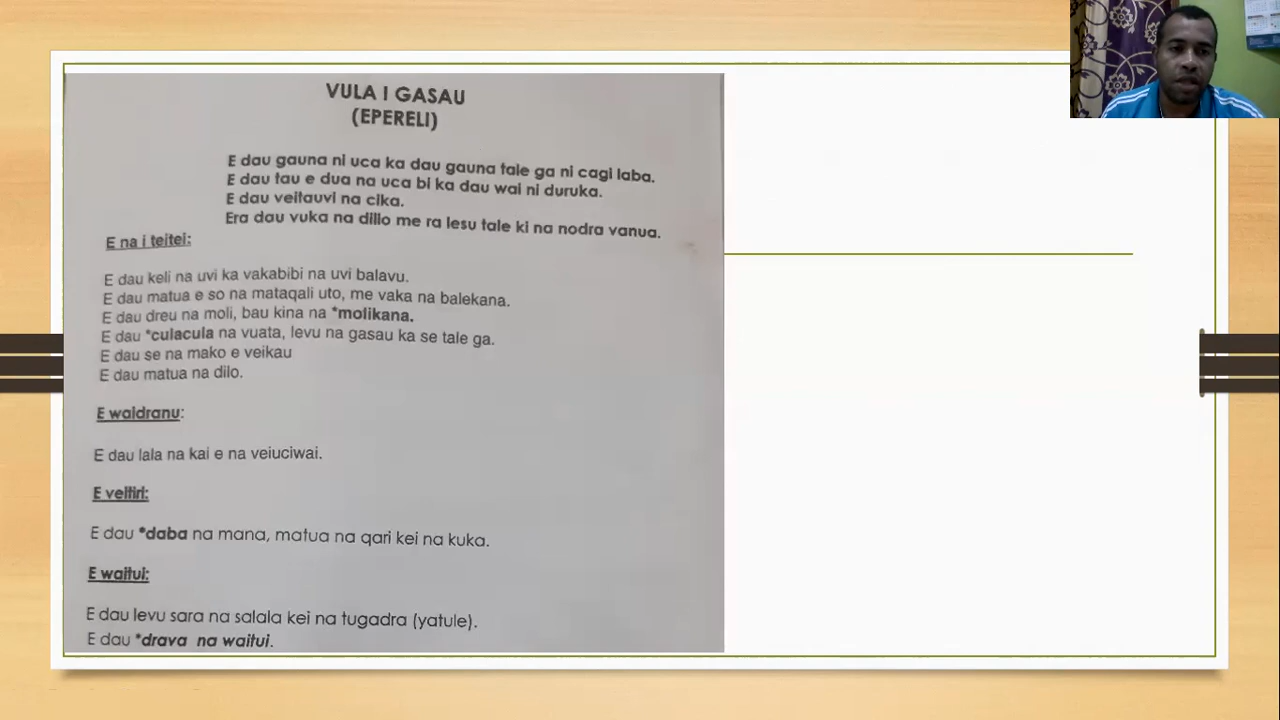 VULA I GASAU
(EPERELI)
E dau gauna ni uca ka dau gauna tale ga ni cagi laba.
E dau tau e dua na uca bi ka dau wai ni duruka.
E dau veitauvi na cika.
Era dau vuka na dilio me ra lesu tale ki na nodra vanua.
E na i teitei:
E dau keli na uvi ka vakabibi na uvi balavu.
E dau matua e so na mataqali uto, me vaka na balekana.
E dau dreu na moli, bau kina na *molikana.
E dau *culacula na vuata, levu na gasau ka se tale ga.
E dau se na mako e veikau
E dau matua na dilo.
E waidranu:
E dau lala na kai e na veiuciwai.
E veitiri:
E dau *daba na mana, matua na qari kei na kuka.
E waitui:
E dau levu sara na salala kei na tugadra (yatule).
E dau *drava na waitui.